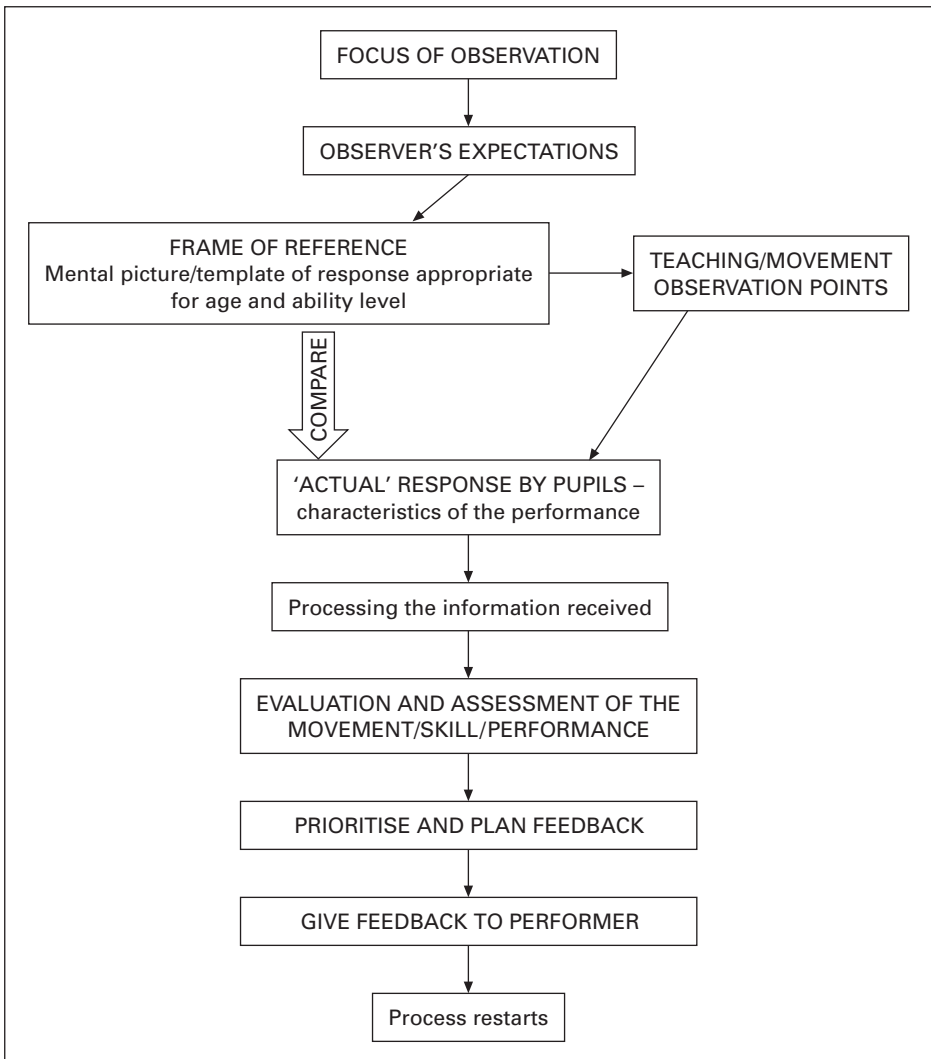 FOCUS OF OBSERVATION
OBSERVER’S EXPECTATIONS
FRAME OF REFERENCE
Mental picture/template of response appropriate
for age and ability level
TEACHING/MOVEMENT
OBSERVATION POINTS
COMPARE
‘ACTUAL’ RESPONSE BY PUPILS –
characteristics of the performance
Processing the information received
EVALUATION AND ASSESSMENT OF THE
MOVEMENT/SKILL/PERFORMANCE
PRIORITISE AND PLAN FEEDBACK
GIVE FEEDBACK TO PERFORMER
Process restarts